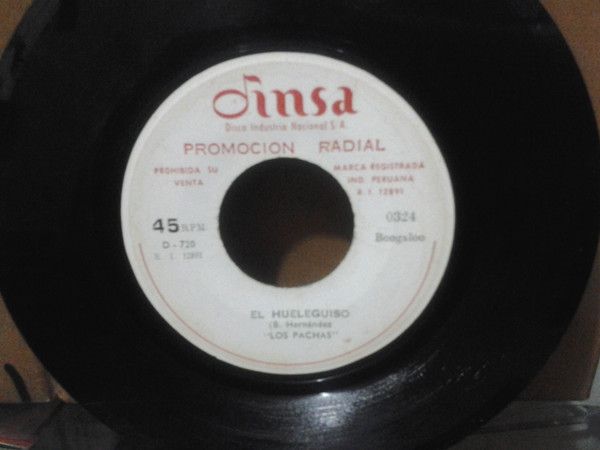 Dinsa
Disco Industria Nacional S. A.
PROMOCION RADIAL
PROHIBIDA SU
VENTA
MARCA REGISTRADA
IND. PERUANA
R. I. 12891
45 RPM
D - 720
R. I. 12891
0324
Boogaloo
EL HUELEGUISO
(B. Hernández
"LOS PACHAS"